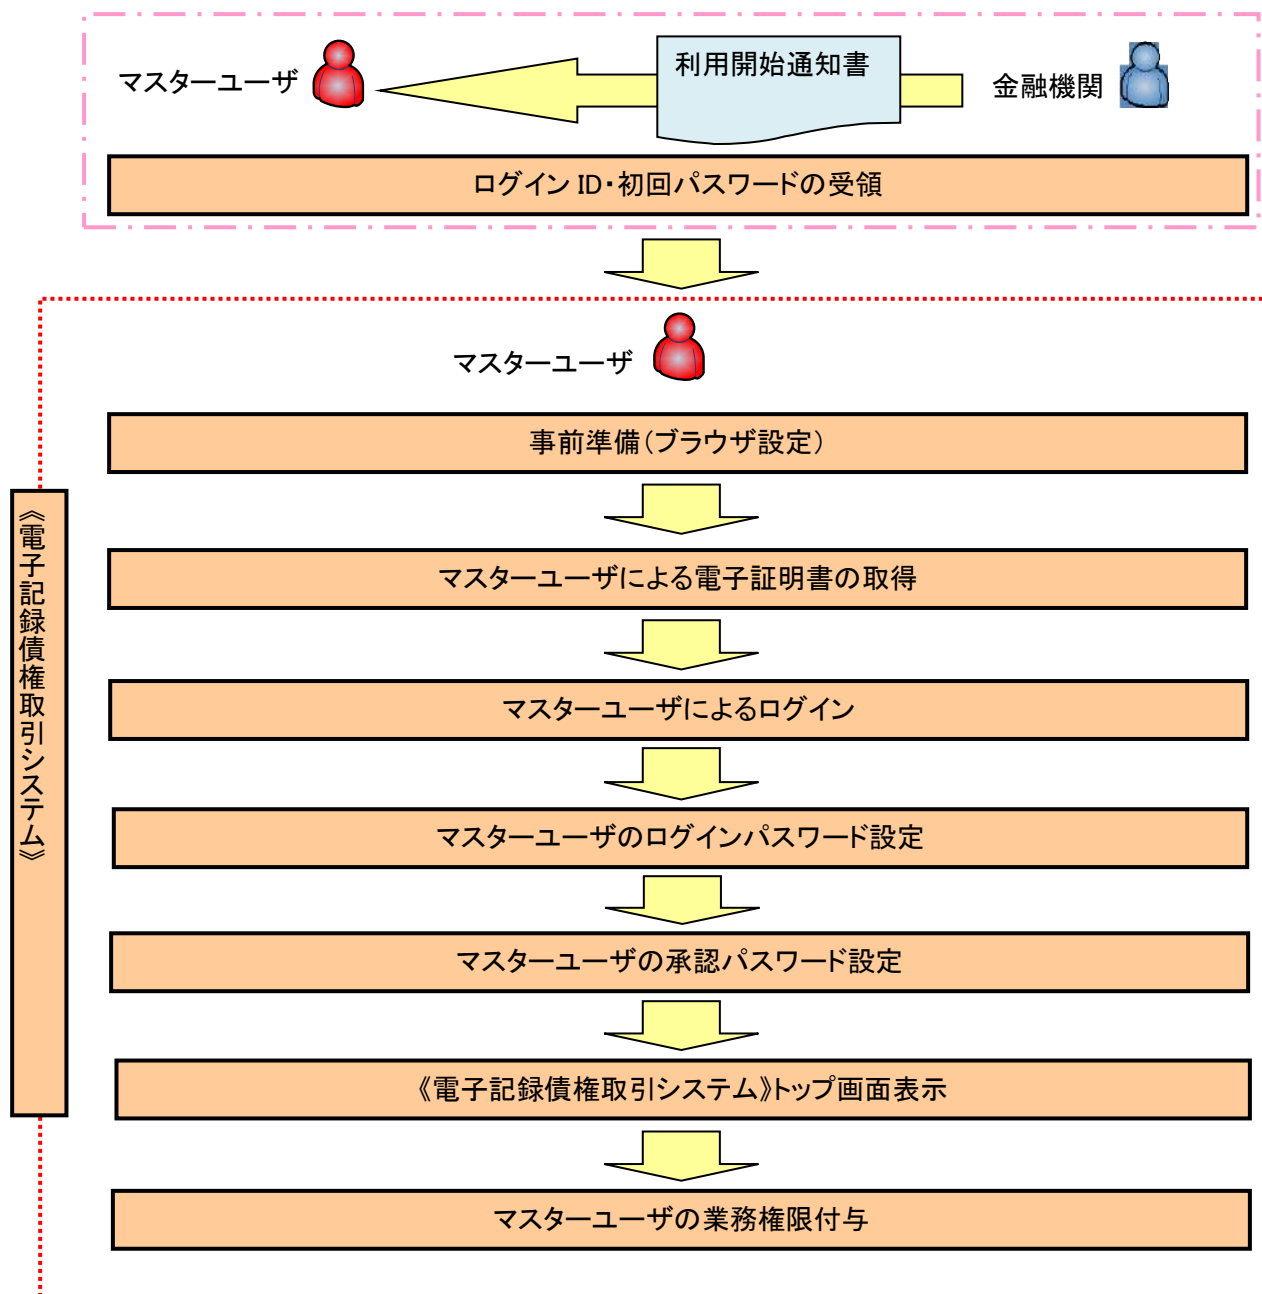 マスターユーザ
利用開始通知書
金融機関
ログイン ID・初回パスワードの受領
マスターユーザ
事前準備(ブラウザ設定)
マスターユーザによる電子証明書の取得
マスターユーザによるログイン
マスターユーザのログインパスワード設定
マスターユーザの承認パスワード設定
《電子記録債権取引システム》トップ画面表示
マスターユーザの業務権限付与
《電子記録債権取引システム》